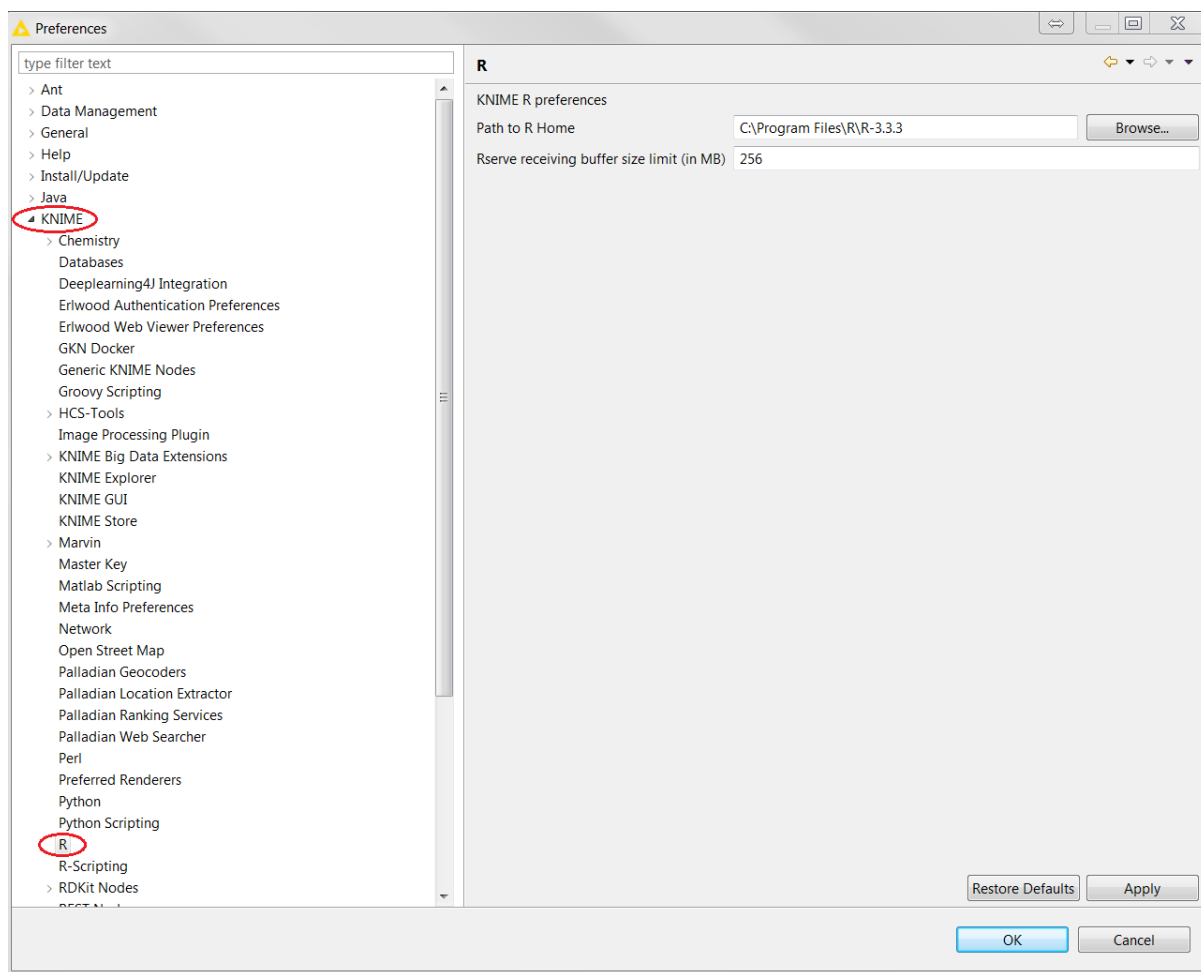 Preferences
type filter text
Ant
Data Management
General
Help
Install/Update
Java
KNIME
Chemistry
Databases
Deeplearning4J Integration
Erlwood Authentication Preferences
Erlwood Web Viewer Preferences
GKN Docker
Generic KNIME Nodes
Groovy Scripting
HCS-Tools
Image Processing Plugin
KNIME Big Data Extensions
KNIME Explorer
KNIME GUI
KNIME Store
Marvin
Master Key
Matlab Scripting
Meta Info Preferences
Network
Open Street Map
Palladian Geocoders
Palladian Location Extractor
Palladian Ranking Services
Palladian Web Searcher
Perl
Preferred Renderers
Python
Python Scripting
R
R-Scripting
RDKit Nodes
R
KNIME R preferences
Path to R Home C:\Program Files\R\R-3.3.3 Browse...
Rserve receiving buffer size limit (in MB) 256
Restore Defaults Apply
OK Cancel